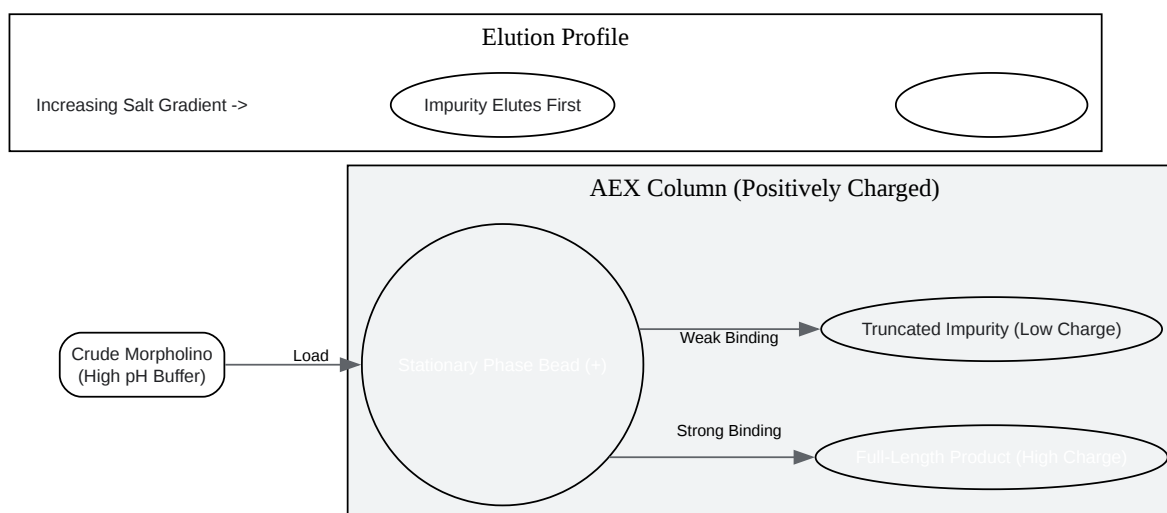 Elution Profile
Increasing Salt Gradient ->
Impurity Elutes First
AEX Column (Positively Charged)
Crude Morpholino
(High pH Buffer)
Load
Stationary Phase Bead (+)
Weak Binding
Truncated Impurity (Low Charge)
Strong Binding
Full-Length Product (High Charge)